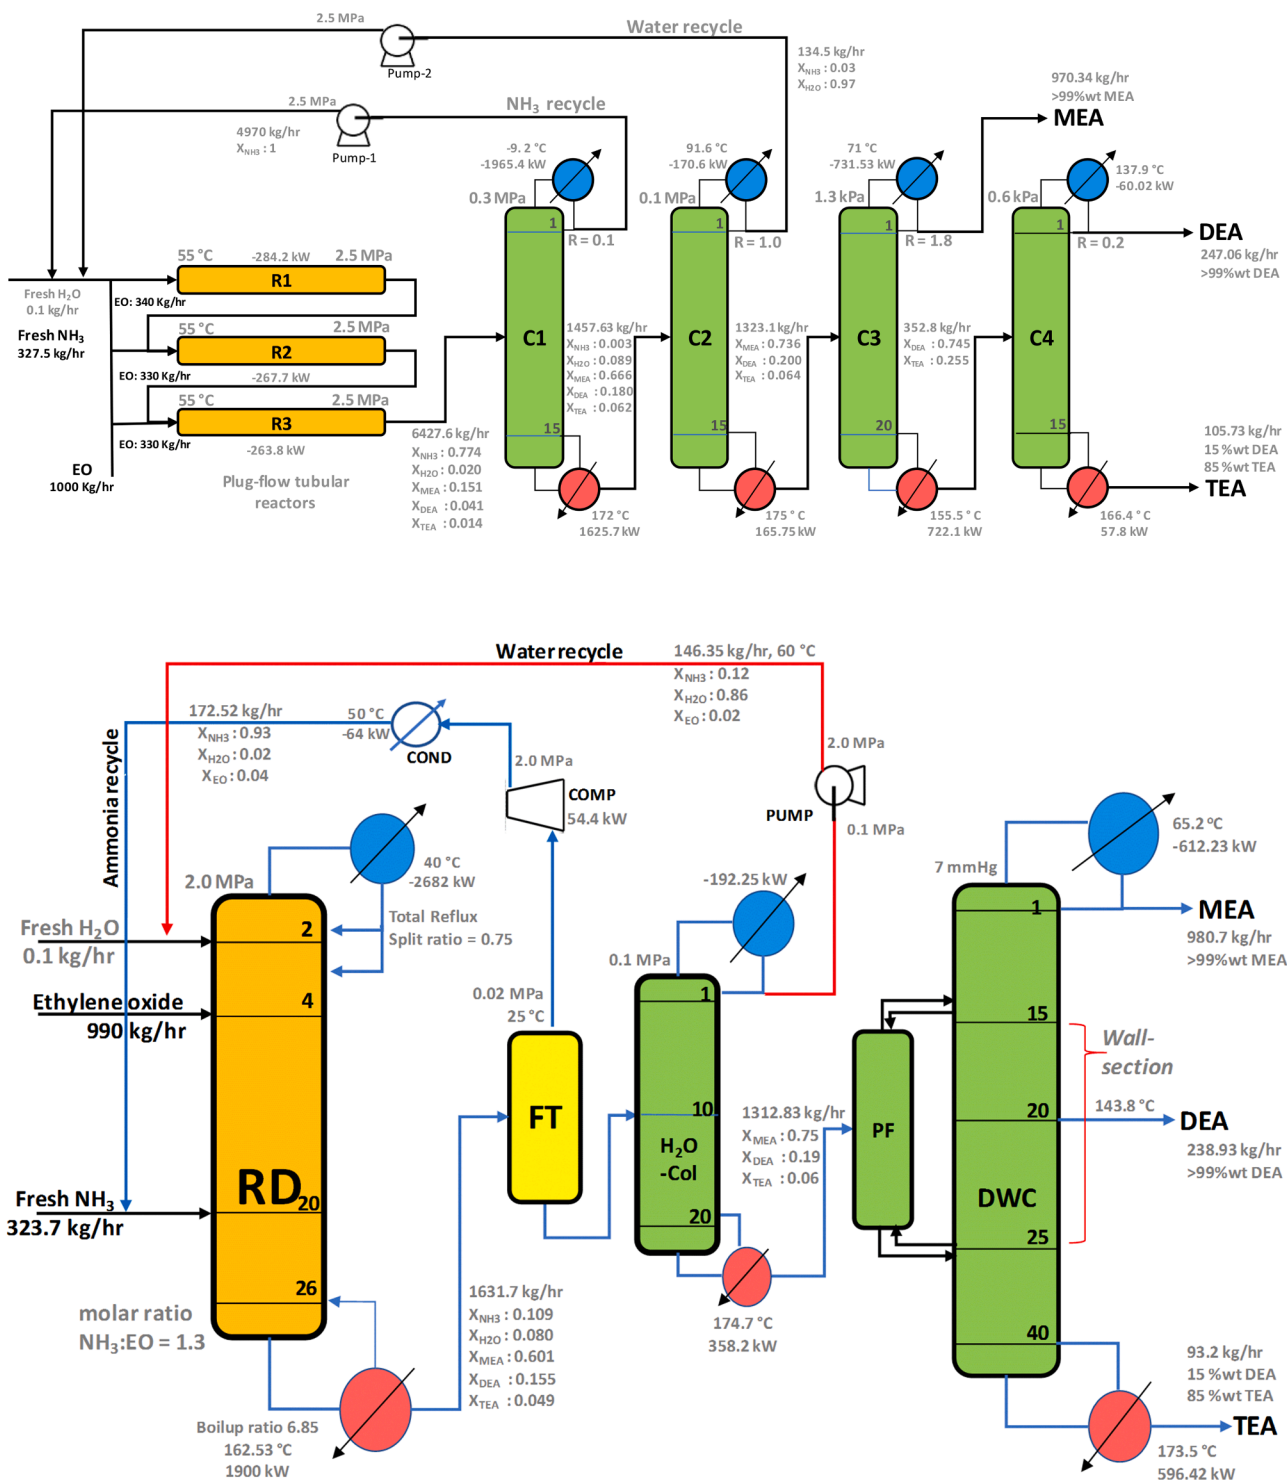 2.5 MPa
Water recycle
Pump-2
134.5 kg/hr
X_NH3 : 0.03
X_H2O : 0.97
2.5 MPa
NH₃ recycle
4970 kg/hr
X_NH3 : 1
Pump-1
970.34 kg/hr
>99%wt MEA
MEA
-9.2 °C
-1965.4 kW
0.3 MPa
1
R = 0.1
91.6 °C
-170.6 kW
0.1 MPa
1
R = 1.0
71 °C
-731.53 kW
1.3 kPa
1
R = 1.8
137.9 °C
-60.02 kW
0.6 kPa
1
R = 0.2
DEA
247.06 kg/hr
>99%wt DEA
55 °C
-284.2 kW
2.5 MPa
R1
Fresh H₂O
0.1 kg/hr
EO: 340 Kg/hr
Fresh NH₃
327.5 kg/hr
55 °C
2.5 MPa
R2
EO: 330 Kg/hr
-267.7 kW
55 °C
2.5 MPa
R3
EO: 330 Kg/hr
-263.8 kW
EO
1000 Kg/hr
Plug-flow tubular
reactors
C1
15
1457.63 kg/hr
X_NH3 : 0.003
X_H2O : 0.089
X_MEA : 0.666
X_DEA : 0.180
X_TEA : 0.062
C2
15
1323.1 kg/hr
X_MEA : 0.736
X_DEA : 0.200
X_TEA : 0.064
C3
20
352.8 kg/hr
X_DEA : 0.745
X_TEA : 0.255
C4
15
6427.6 kg/hr
X_NH3 : 0.774
X_H2O : 0.020
X_MEA : 0.151
X_DEA : 0.041
X_TEA : 0.014
172 °C
1625.7 kW
175 °C
165.75 kW
155.5 °C
722.1 kW
166.4 °C
57.8 kW
105.73 kg/hr
15 %wt DEA
85 %wt TEA
TEA
Water recycle
146.35 kg/hr, 60 °C
X_NH3 : 0.12
X_H2O : 0.86
X_EO : 0.02
172.52 kg/hr
X_NH3 : 0.93
X_H2O : 0.02
X_EO : 0.04
50 °C
-64 kW
COND
Ammonia recycle
2.0 MPa
COMP
54.4 kW
2.0 MPa
PUMP
0.1 MPa
65.2 °C
-612.23 kW
7 mmHg
40 °C
-2682 kW
2.0 MPa
Total Reflux
Split ratio = 0.75
-192.25 kW
0.1 MPa
1
MEA
980.7 kg/hr
>99%wt MEA
Fresh H₂O
0.1 kg/hr
2
Ethylene oxide
990 kg/hr
4
0.02 MPa
25 °C
1
15
Wall-
section
FT
10
H₂O
-Col
20
1312.83 kg/hr
X_MEA : 0.75
X_DEA : 0.19
X_TEA : 0.06
PF
20
143.8 °C
DEA
238.93 kg/hr
>99%wt DEA
RD
20
Fresh NH₃
323.7 kg/hr
DWC
25
26
molar ratio
NH₃:EO = 1.3
1631.7 kg/hr
X_NH3 : 0.109
X_H2O : 0.080
X_MEA : 0.601
X_DEA : 0.155
X_TEA : 0.049
174.7 °C
358.2 kW
40
93.2 kg/hr
15 %wt DEA
85 %wt TEA
TEA
Boilup ratio 6.85
162.53 °C
1900 kW
173.5 °C
596.42 kW